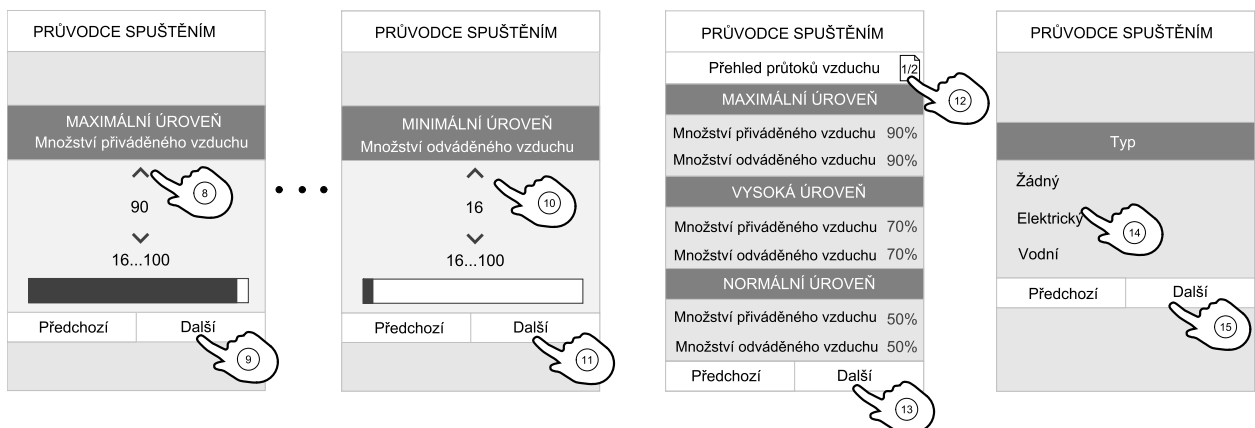 PRŮVODCE SPUŠTĚNÍM
MAXIMÁLNÍ ÚROVEŇ
Množství přiváděného vzduchu
8
90
16...100
Předchozí Další
9
PRŮVODCE SPUŠTĚNÍM
MINIMÁLNÍ ÚROVEŇ
Množství odváděného vzduchu
10
16
16...100
Předchozí Další
11
PRŮVODCE SPUŠTĚNÍM
Přehled průtoků vzduchu 1/2
12
MAXIMÁLNÍ ÚROVEŇ
Množství přiváděného vzduchu 90%
Množství odváděného vzduchu 90%
VYSOKÁ ÚROVEŇ
Množství přiváděného vzduchu 70%
Množství odváděného vzduchu 70%
NORMÁLNÍ ÚROVEŇ
Množství přiváděného vzduchu 50%
Množství odváděného vzduchu 50%
Předchozí Další
13
PRŮVODCE SPUŠTĚNÍM
Typ
Žádný
Elektrický
14
Vodní
Předchozí Další
15